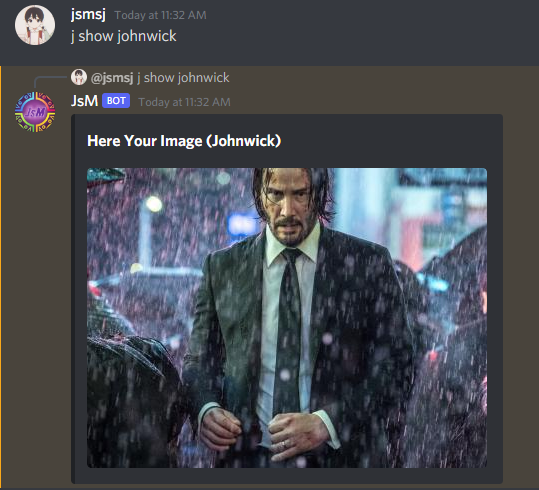 jsmsj Today at 11:32 AM
j show johnwick
@jsmsj j show johnwick
JsM BOT Today at 11:32 AM
JsM
Here Your Image (Johnwick)